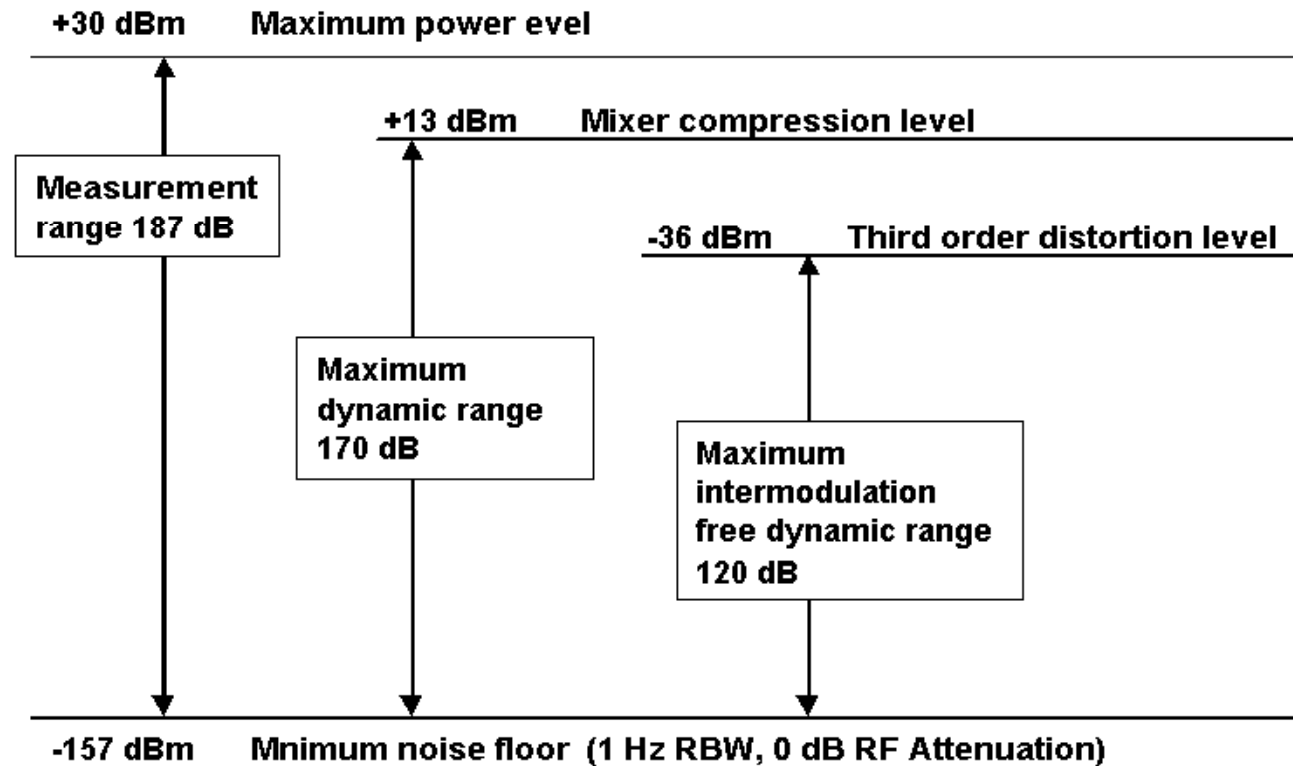 +30 dBm Maximum power evel
+13 dBm Mixer compression level
Measurement
range 187 dB
-36 dBm Third order distortion level
Maximum
dynamic range
170 dB
Maximum
intermodulation
free dynamic range
120 dB
-157 dBm Mnimum noise floor (1 Hz RBW, 0 dB RF Attenuation)